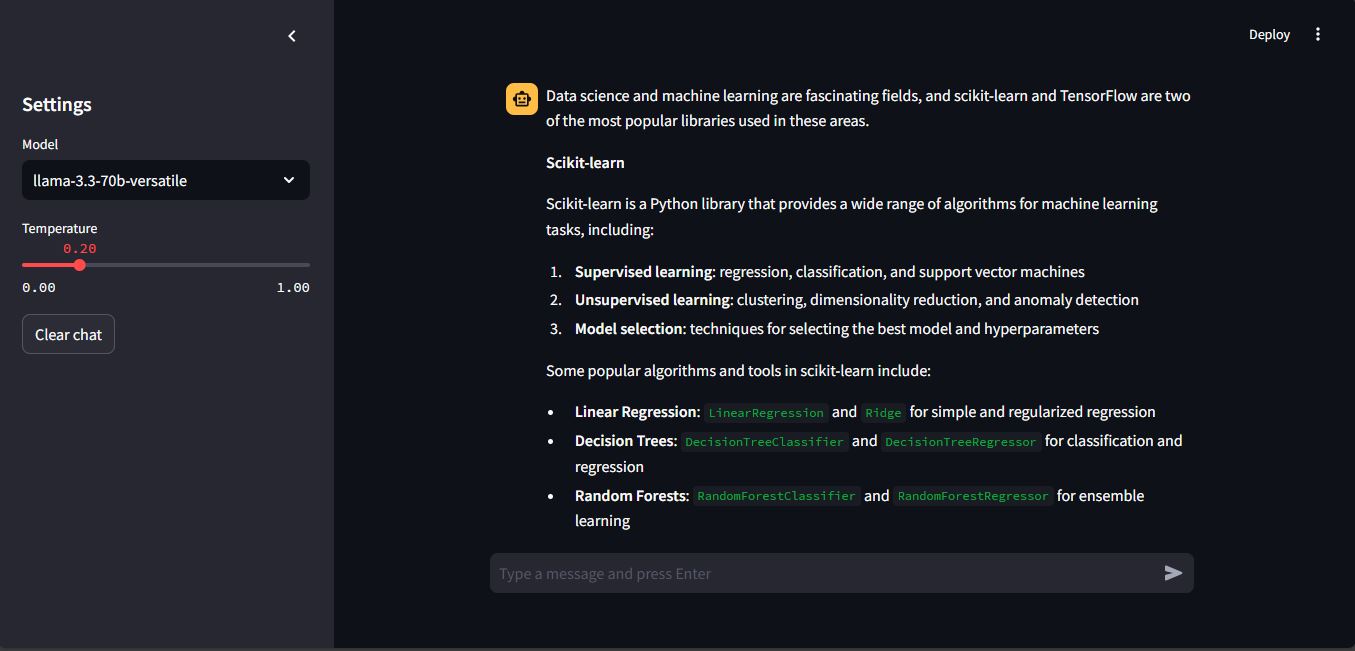 Deploy
Settings
Model
llama-3.3-70b-versatile
Temperature
0.20
0.00 1.00
Clear chat
Data science and machine learning are fascinating fields, and scikit-learn and TensorFlow are two
of the most popular libraries used in these areas.
Scikit-learn
Scikit-learn is a Python library that provides a wide range of algorithms for machine learning
tasks, including:
1. Supervised learning: regression, classification, and support vector machines
2. Unsupervised learning: clustering, dimensionality reduction, and anomaly detection
3. Model selection: techniques for selecting the best model and hyperparameters
Some popular algorithms and tools in scikit-learn include:
• Linear Regression: LinearRegression and Ridge for simple and regularized regression
• Decision Trees: DecisionTreeClassifier and DecisionTreeRegressor for classification and
regression
• Random Forests: RandomForestClassifier and RandomForestRegressor for ensemble
learning
Type a message and press Enter